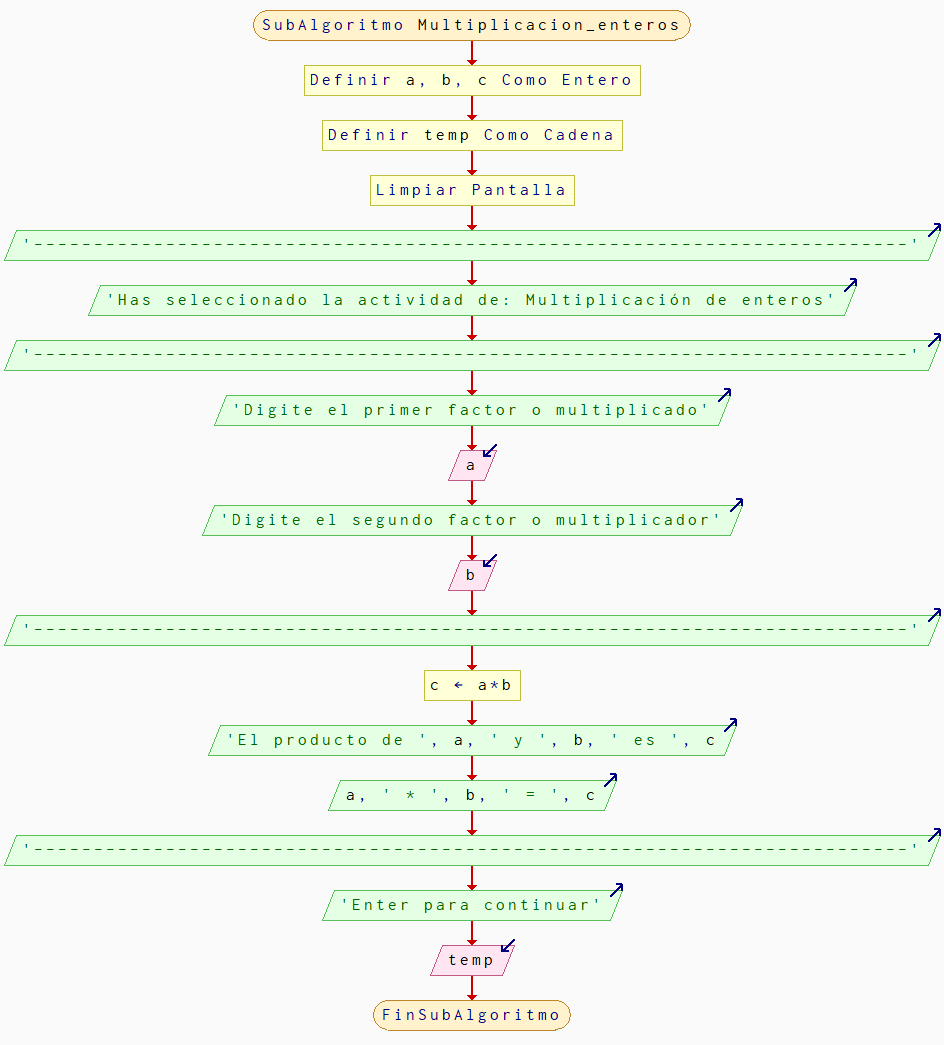 SubAlgoritmo Multiplicacion_enteros
Definir a, b, c Como Entero
Definir temp Como Cadena
Limpiar Pantalla
'-------------------------------------------------------------------------'
'Has seleccionado la actividad de: Multiplicación de enteros'
'-------------------------------------------------------------------------'
'Digite el primer factor o multiplicado'
a
'Digite el segundo factor o multiplicador'
b
'-------------------------------------------------------------------------'
c ← a*b
'El producto de ', a, ' y ', b, ' es ', c
a, ' * ', b, ' = ', c
'-------------------------------------------------------------------------'
'Enter para continuar'
temp
FinSubAlgoritmo